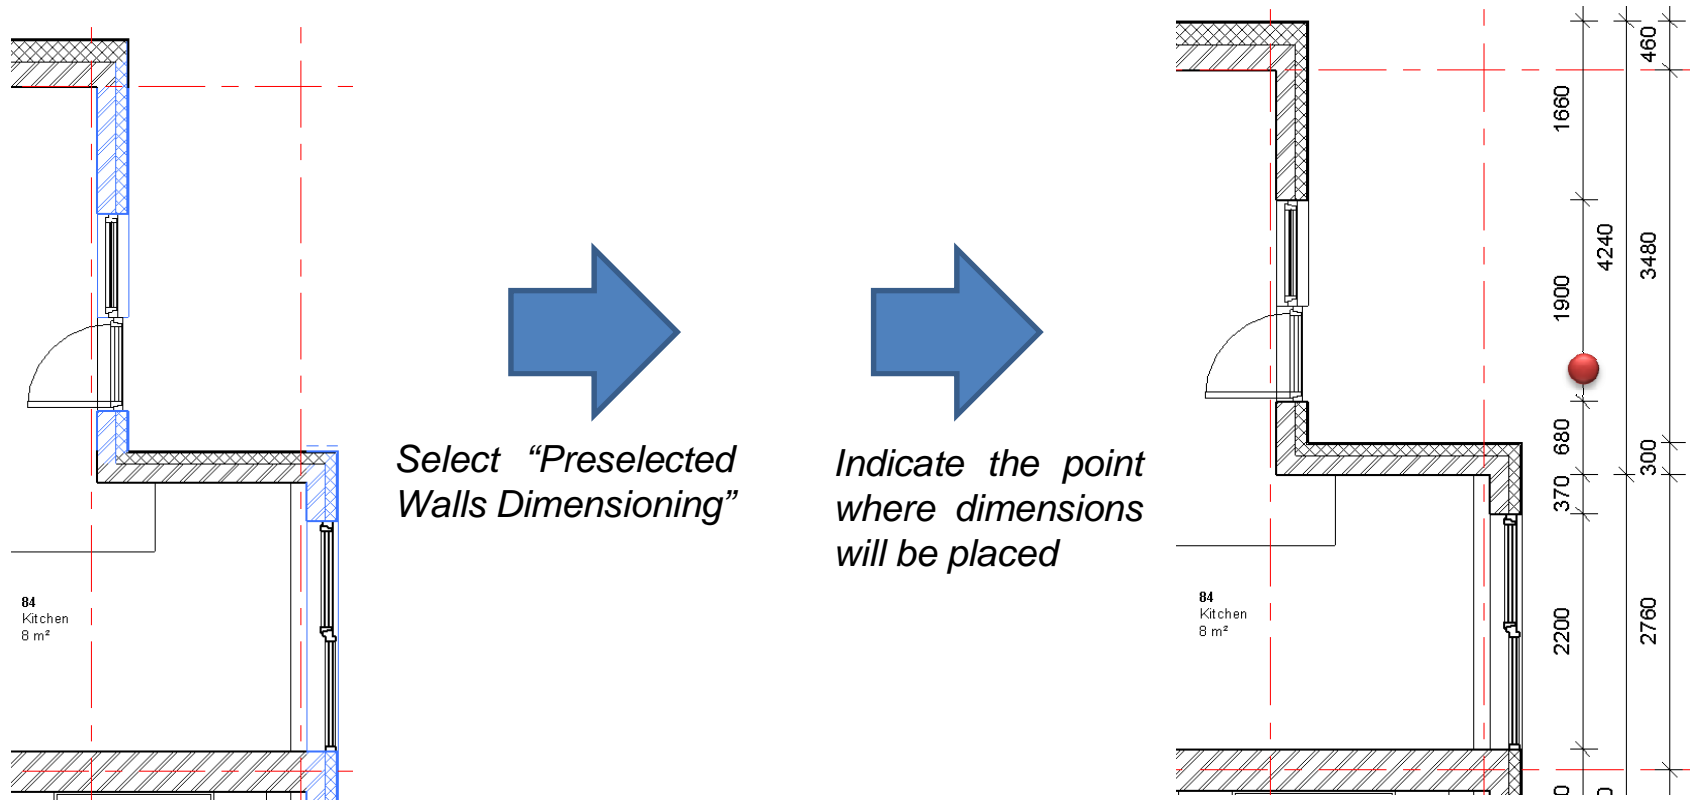 84
Kitchen
8 m²
Select “Preselected
Walls Dimensioning”
Indicate the point
where dimensions
will be placed
84
Kitchen
8 m²
1660
1900
680
370
2200
4240
460
3480
300
2760